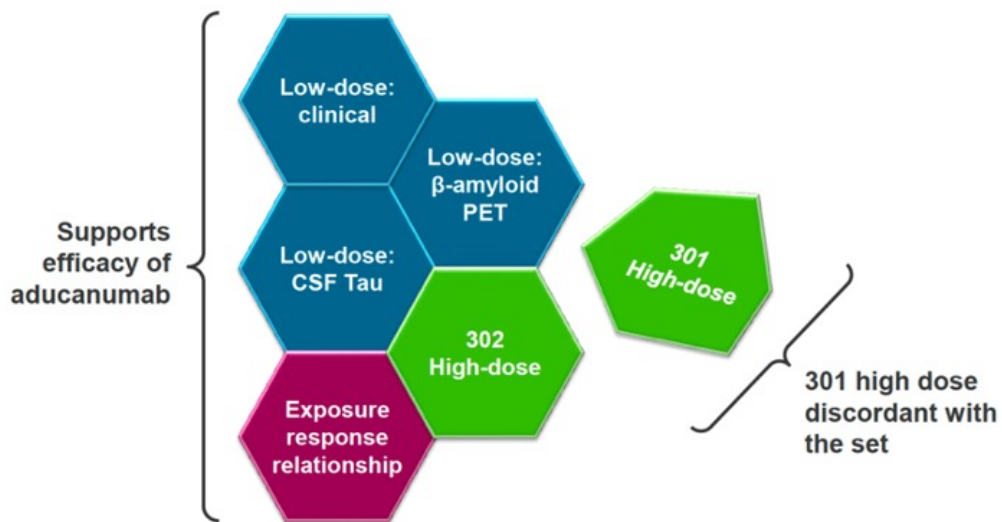 Low-dose:
clinical
Low-dose:
β-amyloid
PET
Supports
efficacy of
aducanumab
Low-dose:
CSF Tau
301
High-dose
302
High-dose
301 high dose
discordant with
the set
Exposure
response
relationship